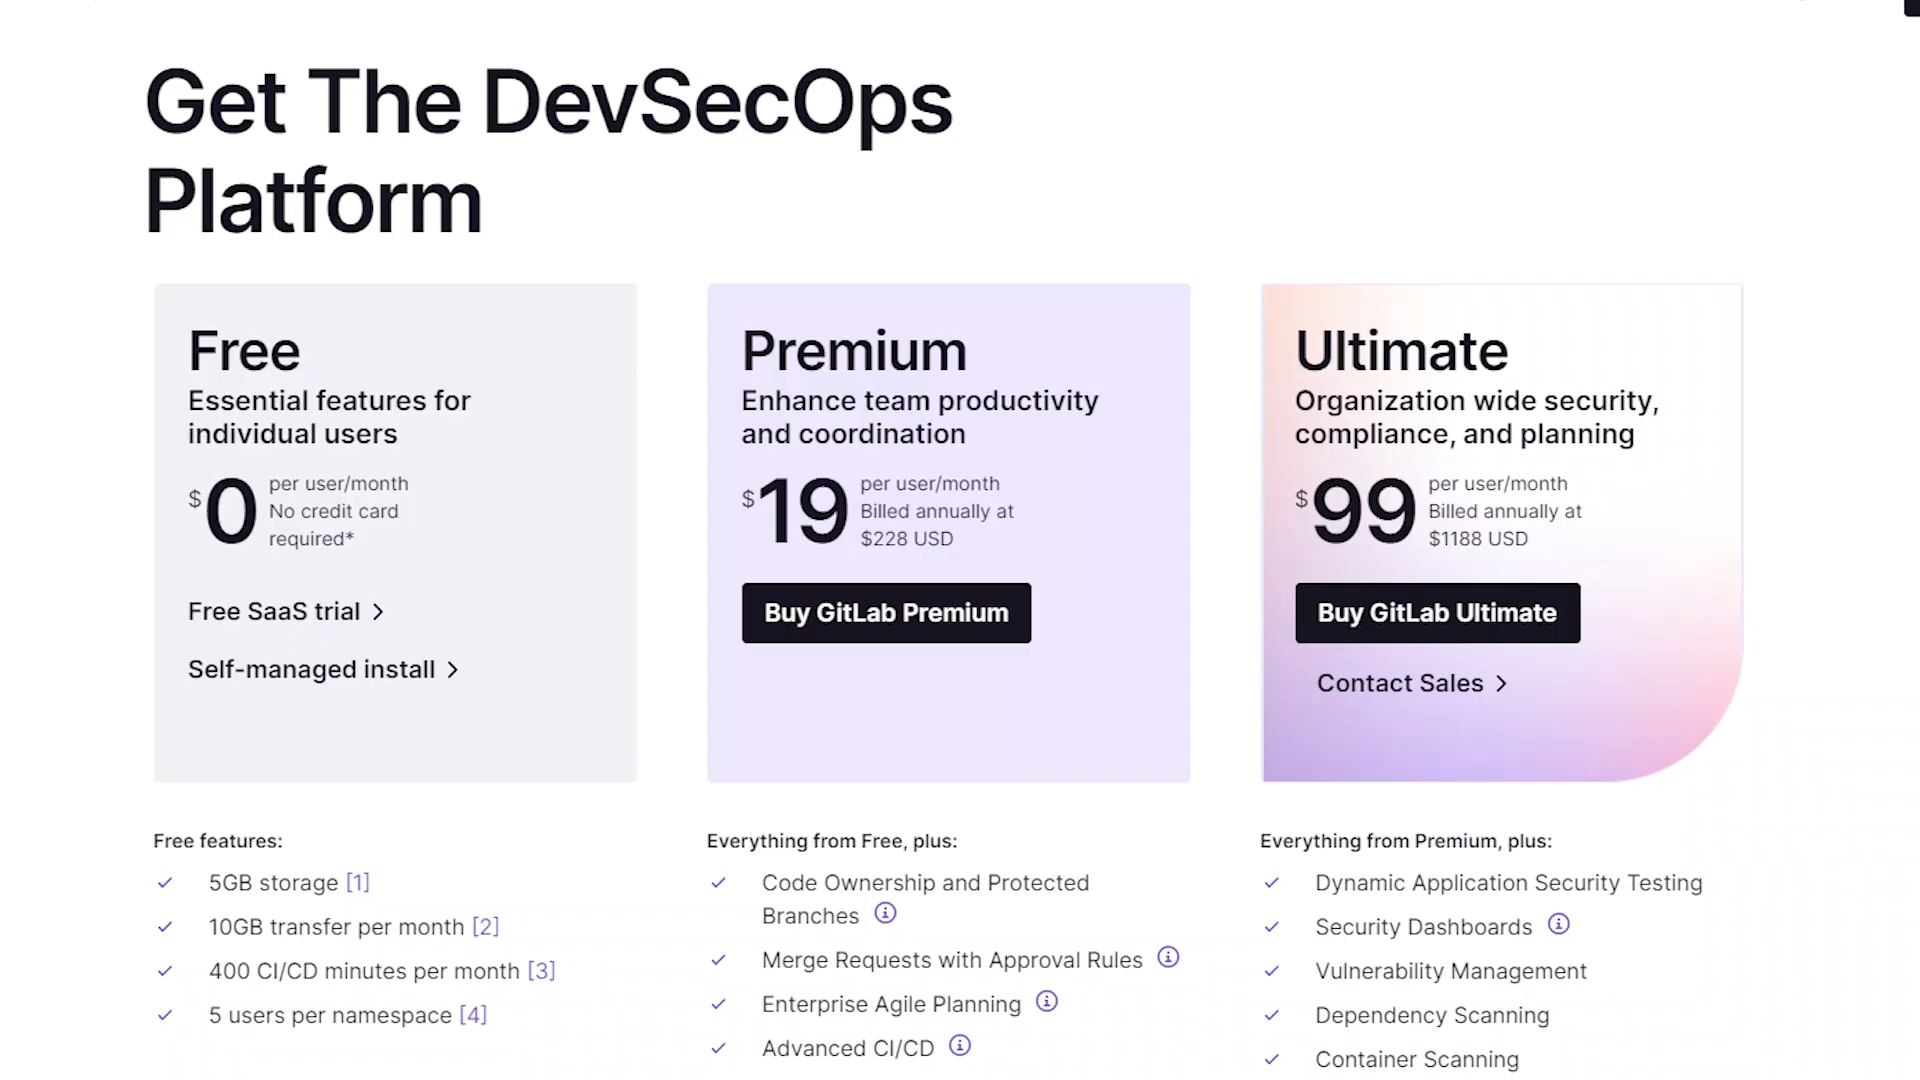 Get The DevSecOps
Platform
Free
Essential features for
individual users
$0 per user/month
No credit card
required*
Free SaaS trial
Self-managed install
Premium
Enhance team productivity
and coordination
$19 per user/month
Billed annually at
$228 USD
Buy GitLab Premium
Ultimate
Organization wide security,
compliance, and planning
$99 per user/month
Billed annually at
$1188 USD
Buy GitLab Ultimate
Contact Sales
Free features:
5GB storage [1]
10GB transfer per month [2]
400 CI/CD minutes per month [3]
5 users per namespace [4]
Everything from Free, plus:
Code Ownership and Protected
Branches
Merge Requests with Approval Rules
Enterprise Agile Planning
Advanced CI/CD
Everything from Premium, plus:
Dynamic Application Security Testing
Security Dashboards
Vulnerability Management
Dependency Scanning
Container Scanning